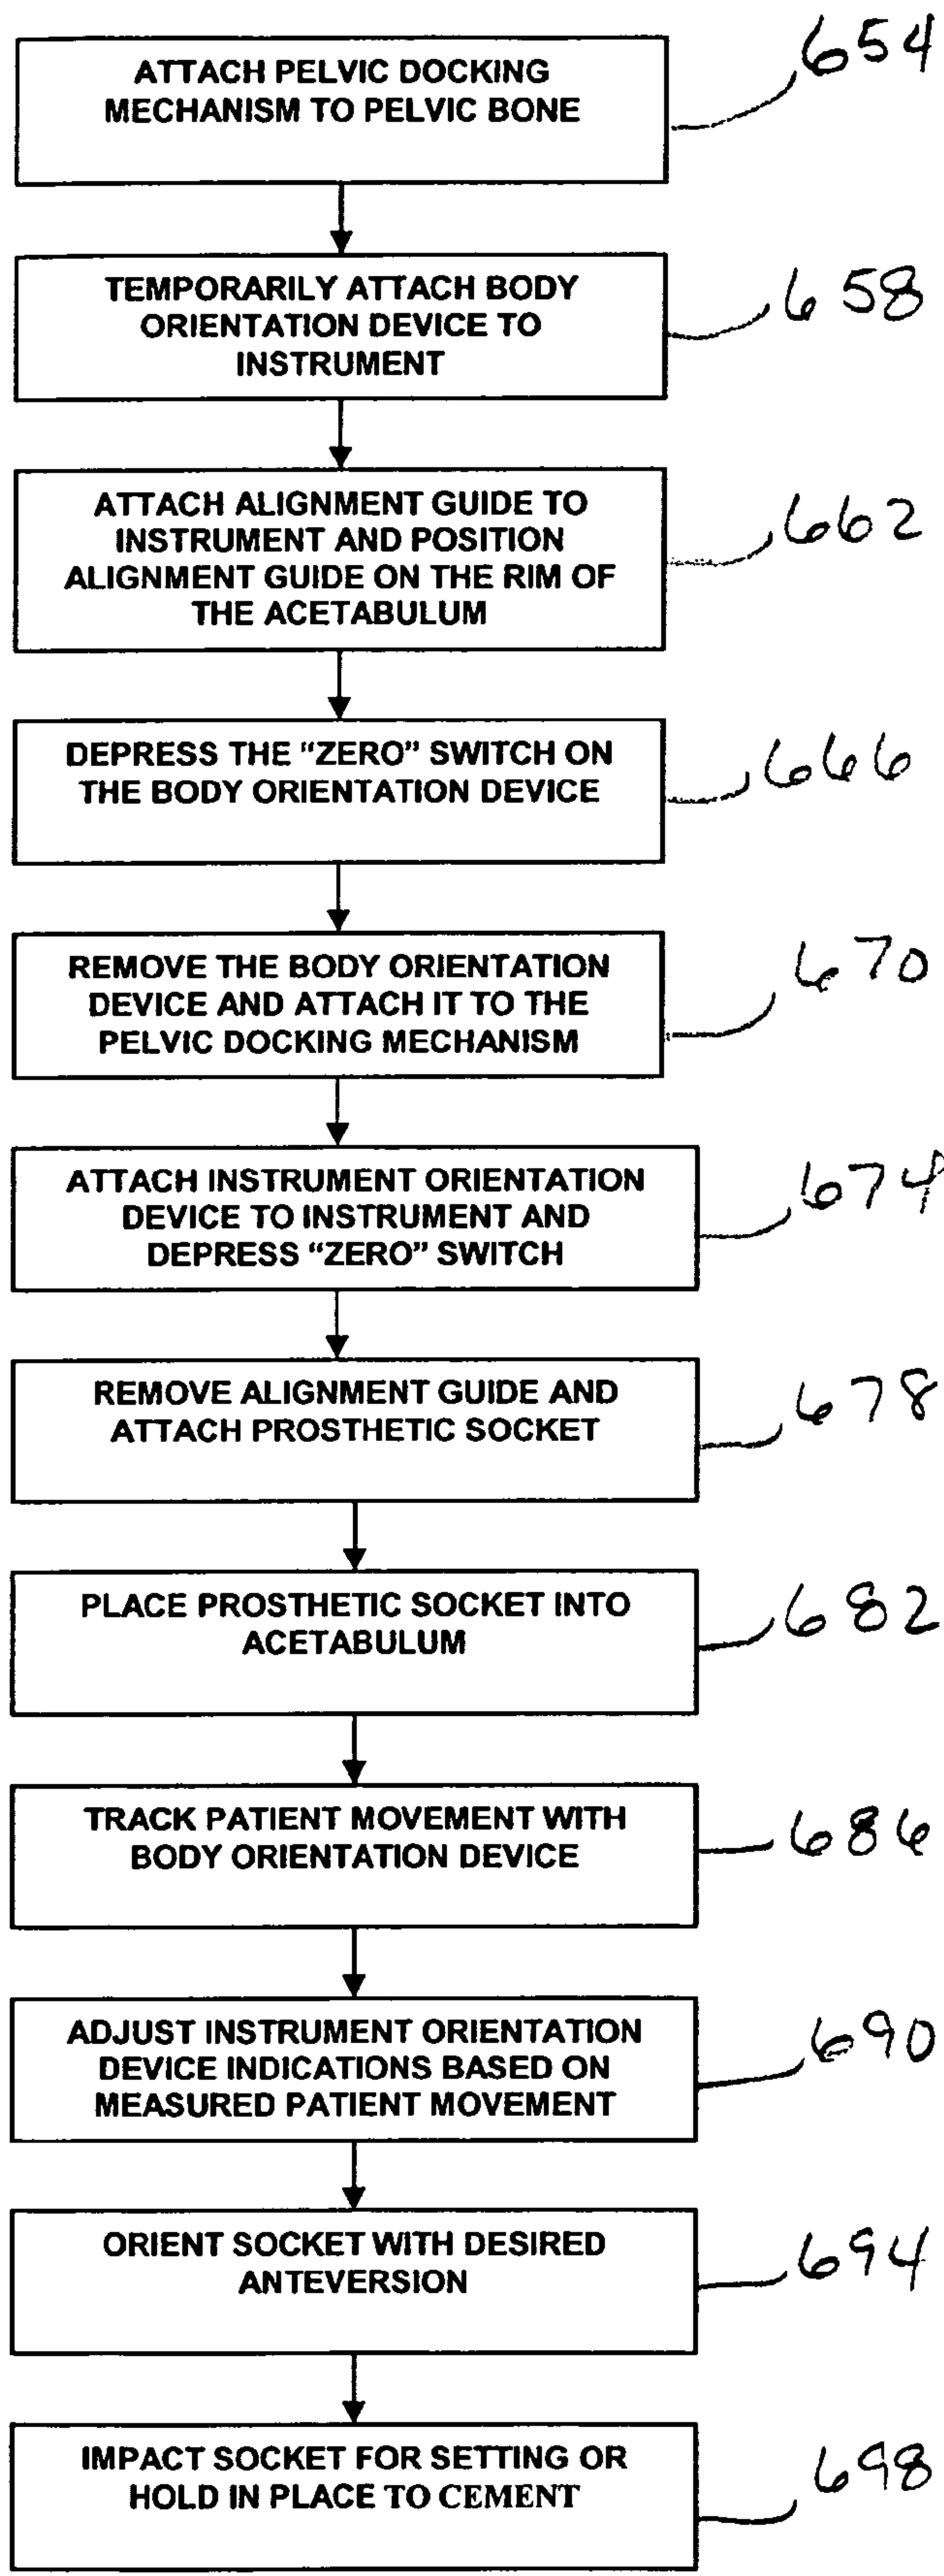 654
ATTACH PELVIC DOCKING
MECHANISM TO PELVIC BONE
658
TEMPORARILY ATTACH BODY
ORIENTATION DEVICE TO
INSTRUMENT
662
ATTACH ALIGNMENT GUIDE TO
INSTRUMENT AND POSITION
ALIGNMENT GUIDE ON THE RIM OF
THE ACETABULUM
666
DEPRESS THE “ZERO” SWITCH ON
THE BODY ORIENTATION DEVICE
670
REMOVE THE BODY ORIENTATION
DEVICE AND ATTACH IT TO THE
PELVIC DOCKING MECHANISM
674
ATTACH INSTRUMENT ORIENTATION
DEVICE TO INSTRUMENT AND
DEPRESS “ZERO” SWITCH
678
REMOVE ALIGNMENT GUIDE AND
ATTACH PROSTHETIC SOCKET
682
PLACE PROSTHETIC SOCKET INTO
ACETABULUM
686
TRACK PATIENT MOVEMENT WITH
BODY ORIENTATION DEVICE
690
ADJUST INSTRUMENT ORIENTATION
DEVICE INDICATIONS BASED ON
MEASURED PATIENT MOVEMENT
694
ORIENT SOCKET WITH DESIRED
ANTEVERSION
698
IMPACT SOCKET FOR SETTING OR
HOLD IN PLACE TO CEMENT